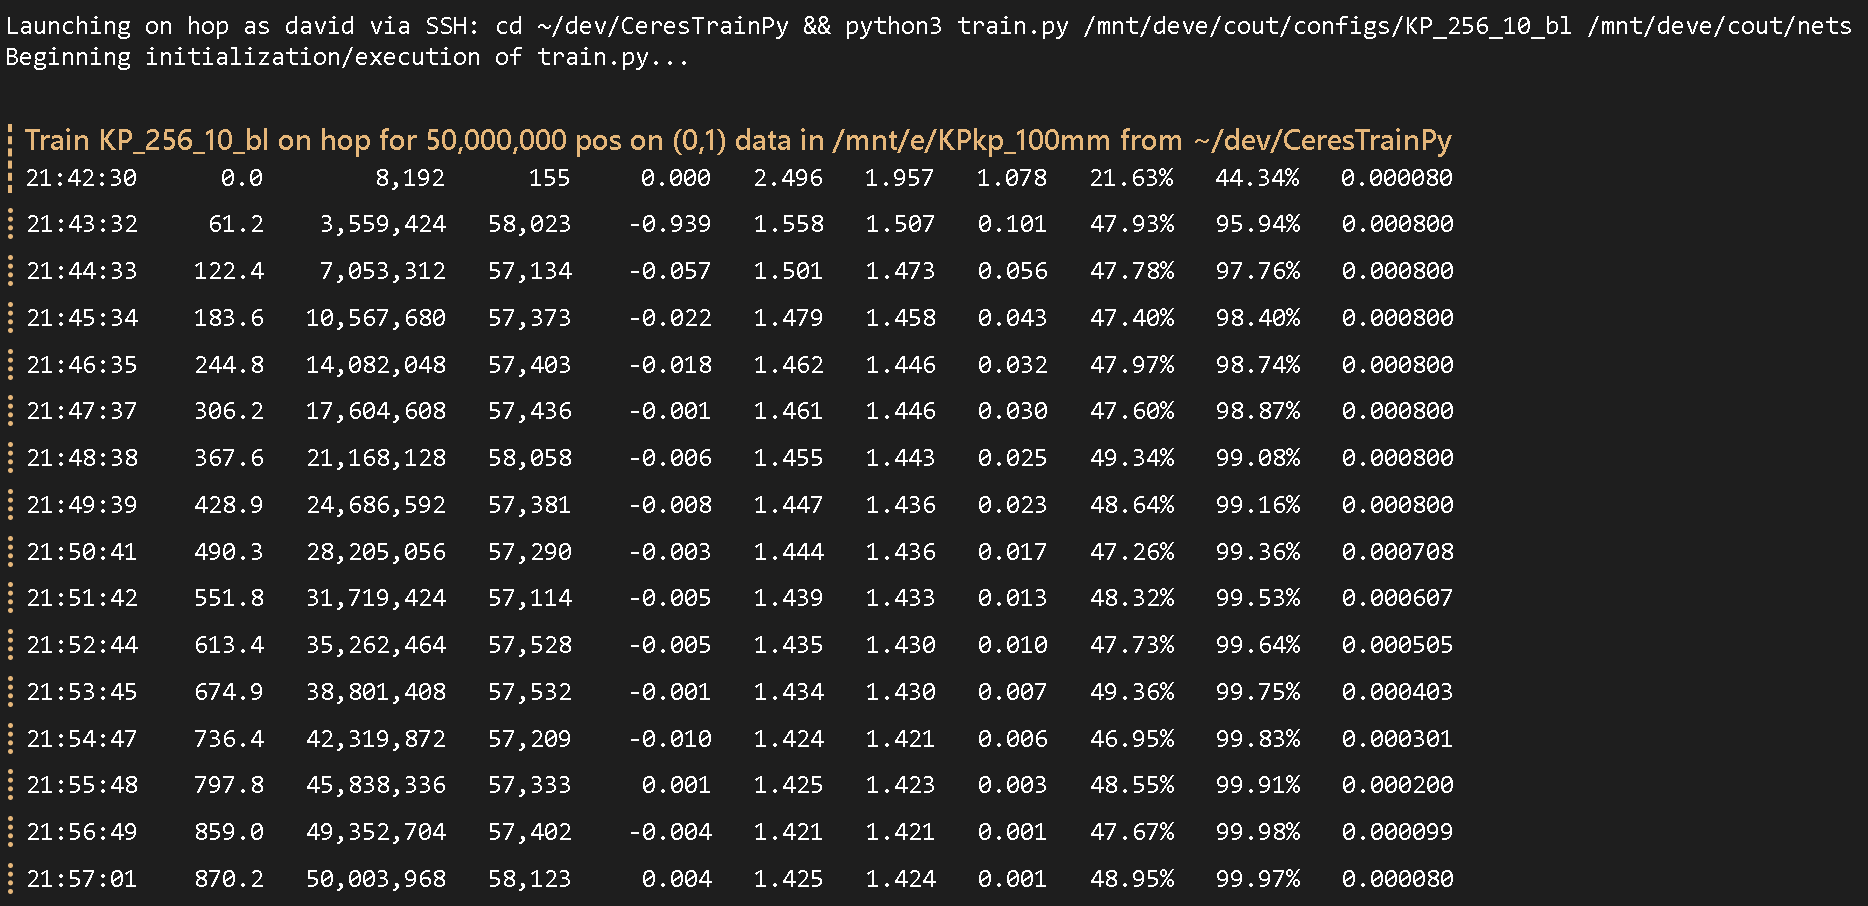 Launching on hop as david via SSH: cd ~/dev/CeresTrainPy && python3 train.py /mnt/deve/cout/configs/KP_256_10_bl /mnt/deve/cout/nets
Beginning initialization/execution of train.py...
Train KP_256_10_bl on hop for 50,000,000 pos on (0,1) data in /mnt/e/KPkp_100mm from ~/dev/CeresTrainPy
21:42:30 0.0 8,192 155 0.000 2.496 1.957 1.078 21.63% 44.34% 0.000080
21:43:32 61.2 3,559,424 58,023 -0.939 1.558 1.507 0.101 47.93% 95.94% 0.000800
21:44:33 122.4 7,053,312 57,134 -0.057 1.501 1.473 0.056 47.78% 97.76% 0.000800
21:45:34 183.6 10,567,680 57,373 -0.022 1.479 1.458 0.043 47.40% 98.40% 0.000800
21:46:35 244.8 14,082,048 57,403 -0.018 1.462 1.446 0.032 47.97% 98.74% 0.000800
21:47:37 306.2 17,604,608 57,436 -0.001 1.461 1.446 0.030 47.60% 98.87% 0.000800
21:48:38 367.6 21,168,128 58,058 -0.006 1.455 1.443 0.025 49.34% 99.08% 0.000800
21:49:39 428.9 24,686,592 57,381 -0.008 1.447 1.436 0.023 48.64% 99.16% 0.000800
21:50:41 490.3 28,205,056 57,290 -0.003 1.444 1.436 0.017 47.26% 99.36% 0.000708
21:51:42 551.8 31,719,424 57,114 -0.005 1.439 1.433 0.013 48.32% 99.53% 0.000607
21:52:44 613.4 35,262,464 57,528 -0.005 1.435 1.430 0.010 47.73% 99.64% 0.000505
21:53:45 674.9 38,801,408 57,532 -0.001 1.434 1.430 0.007 49.36% 99.75% 0.000403
21:54:47 736.4 42,319,872 57,209 -0.010 1.424 1.421 0.006 46.95% 99.83% 0.000301
21:55:48 797.8 45,838,336 57,333 0.001 1.425 1.423 0.003 48.55% 99.91% 0.000200
21:56:49 859.0 49,352,704 57,402 -0.004 1.421 1.421 0.001 47.67% 99.98% 0.000099
21:57:01 870.2 50,003,968 58,123 0.004 1.425 1.424 0.001 48.95% 99.97% 0.000080